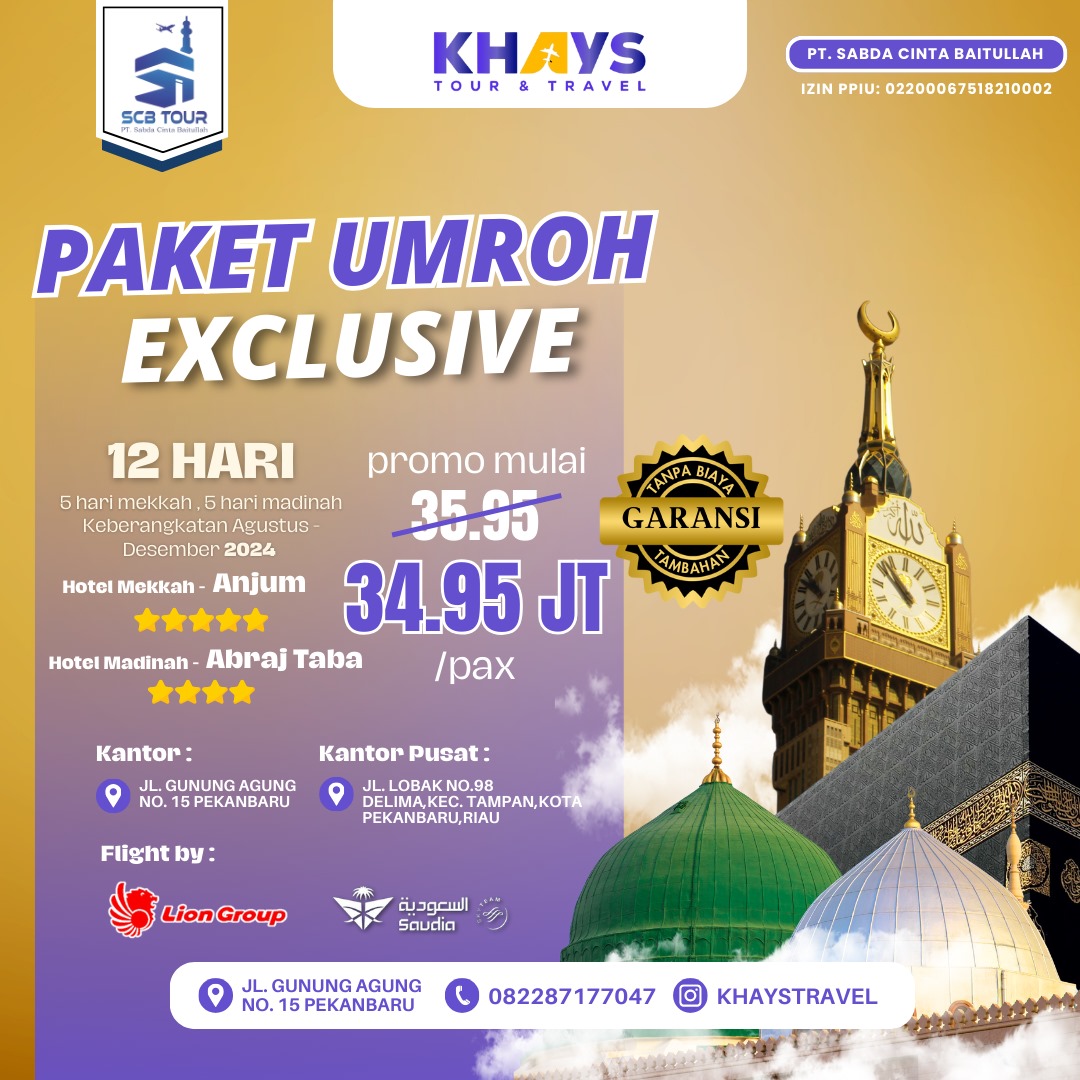 SCB TOUR
PT. Sabda Cinta Baitullah
KHAYS
TOUR & TRAVEL
PT. SABDA CINTA BAITULLAH
IZIN PPIU: 02200067518210002
PAKET UMROH
EXCLUSIVE
12 HARI
5 hari mekkah , 5 hari madinah
Keberangkatan Agustus -
Desember 2024
Hotel Mekkah - Anjum
Hotel Madinah - Abraj Taba
promo mulai
35.95
34.95 JT
/pax
TANPA BIAYA
GARANSI
TAMBAHAN
الله
Kantor :
JL. GUNUNG AGUNG
NO. 15 PEKANBARU
Kantor Pusat :
JL. LOBAK NO.98
DELIMA,KEC. TAMPAN,KOTA
PEKANBARU,RIAU
Flight by :
Lion Group
السعودية
Saudia
SKYTEAM
JL. GUNUNG AGUNG
NO. 15 PEKANBARU
082287177047
KHAYSTRAVEL